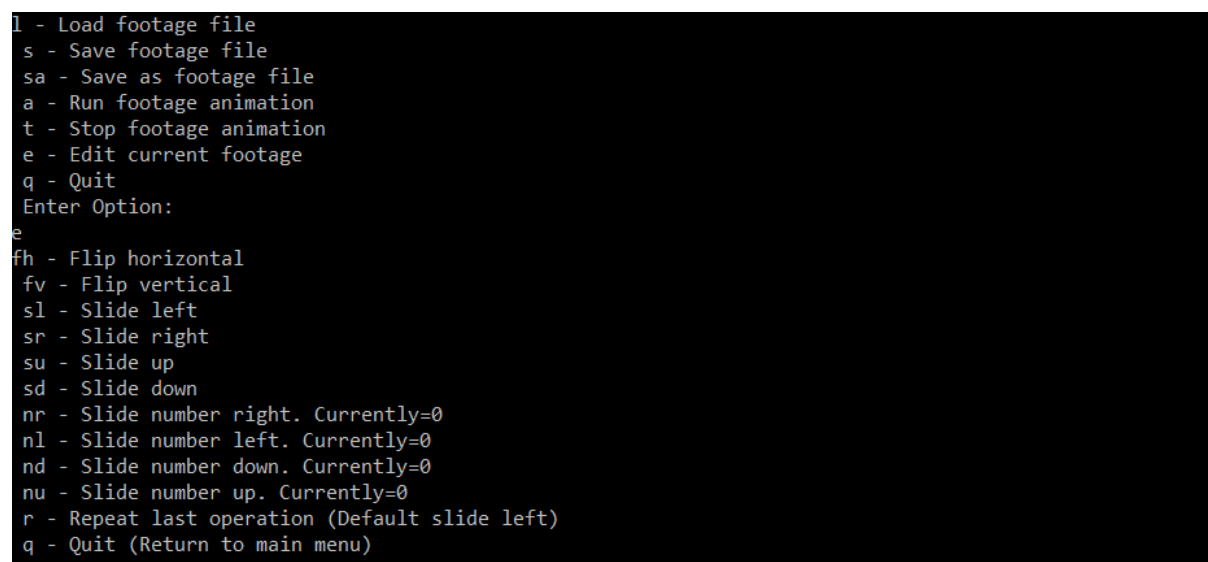 l - Load footage file
s - Save footage file
sa - Save as footage file
a - Run footage animation
t - Stop footage animation
e - Edit current footage
q - Quit
Enter Option:
e
fh - Flip horizontal
fv - Flip vertical
sl - Slide left
sr - Slide right
su - Slide up
sd - Slide down
nr - Slide number right. Currently=0
nl - Slide number left. Currently=0
nd - Slide number down. Currently=0
nu - Slide number up. Currently=0
r - Repeat last operation (Default slide left)
q - Quit (Return to main menu)